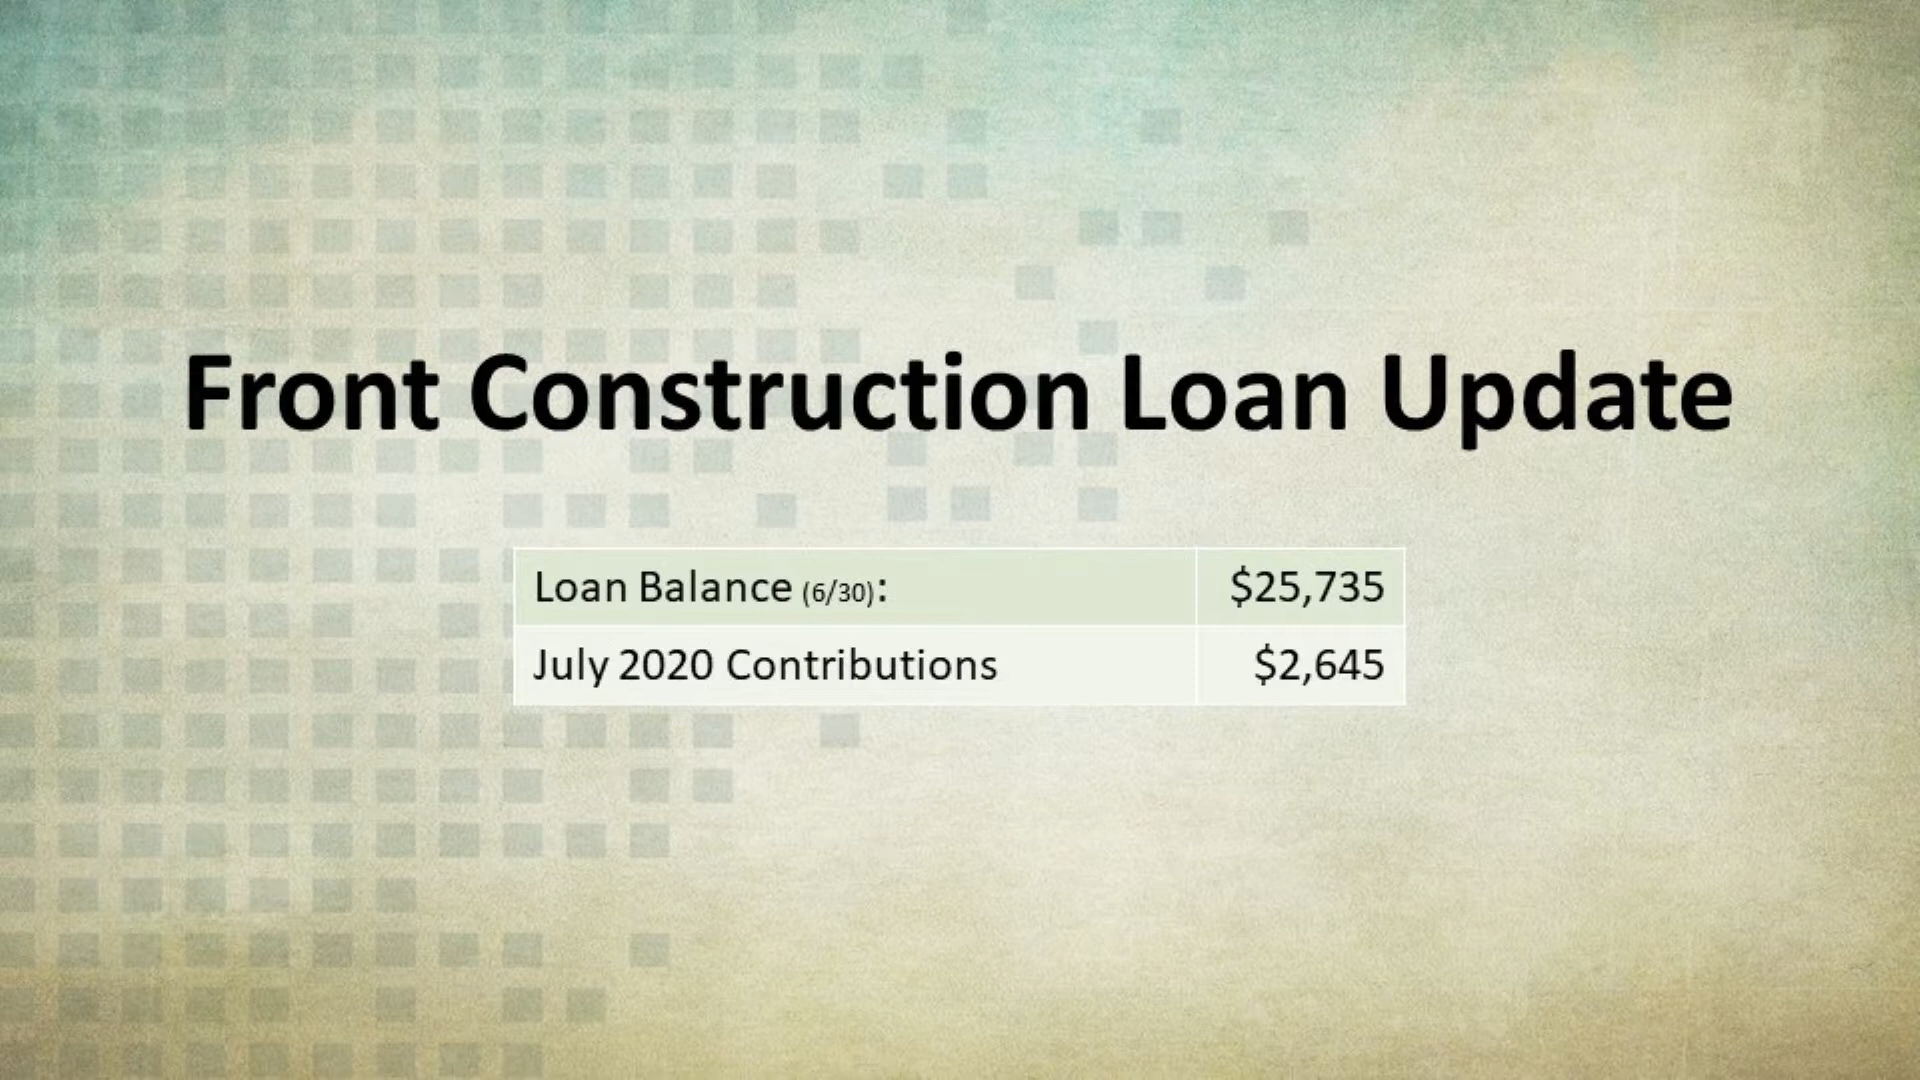 Front Construction Loan Update
Loan Balance (6/30): $25,735
July 2020 Contributions $2,645